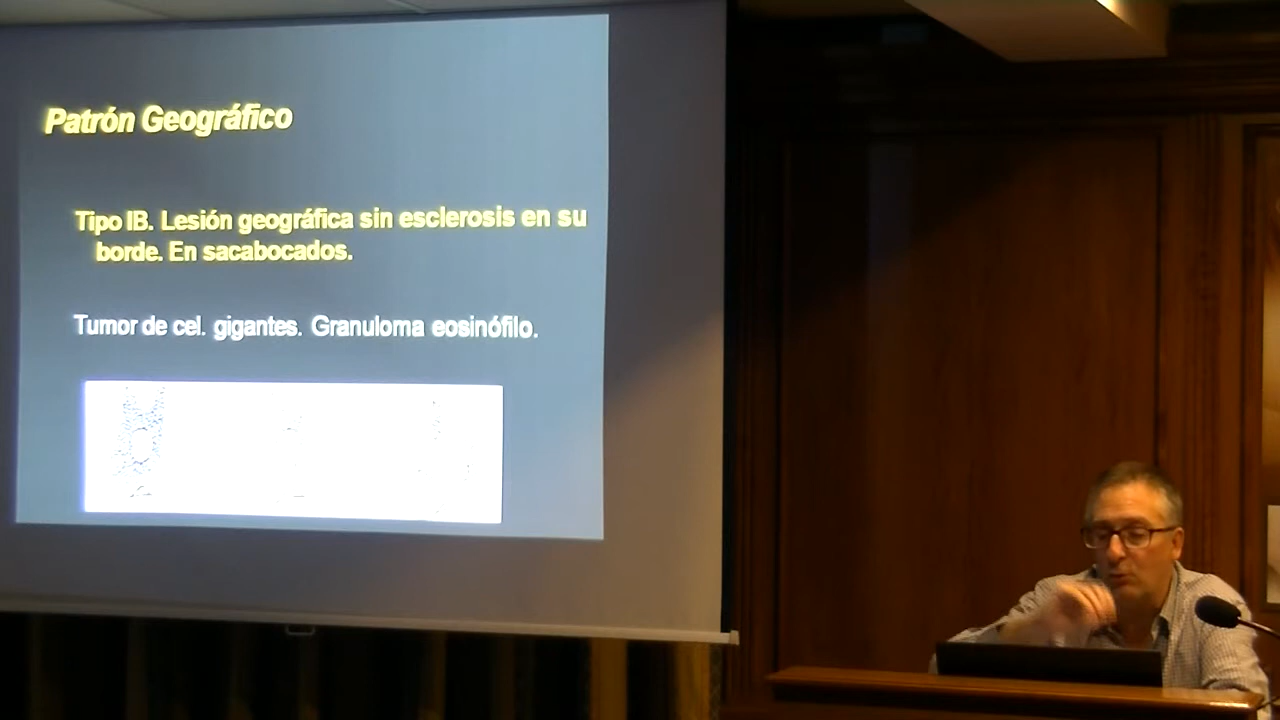 Patrón Geográfico
Tipo IB. Lesión geográfica sin esclerosis en su
borde. En sacabocados.
Tumor de cel. gigantes. Granuloma eosinófilo.